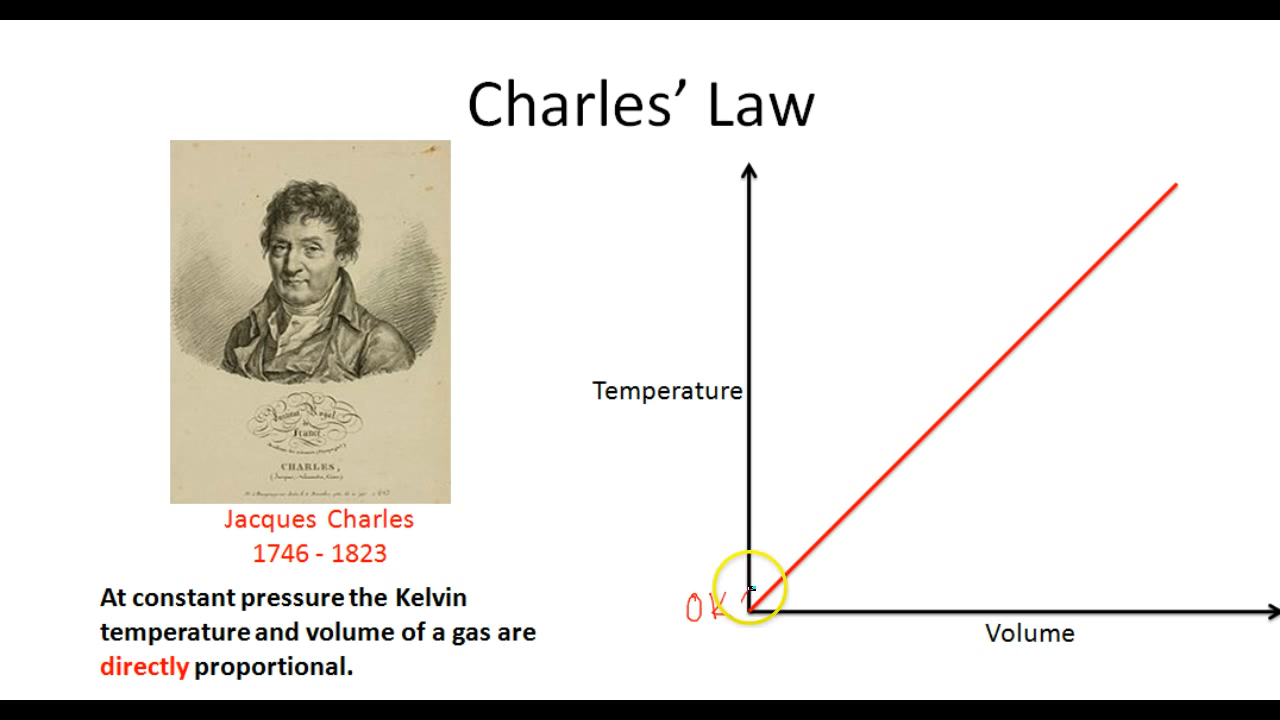 Charles’ Law
CHARLES,
Jacques Charles
1746 - 1823
At constant pressure the Kelvin
temperature and volume of a gas are
directly proportional.
Temperature
0K
Volume